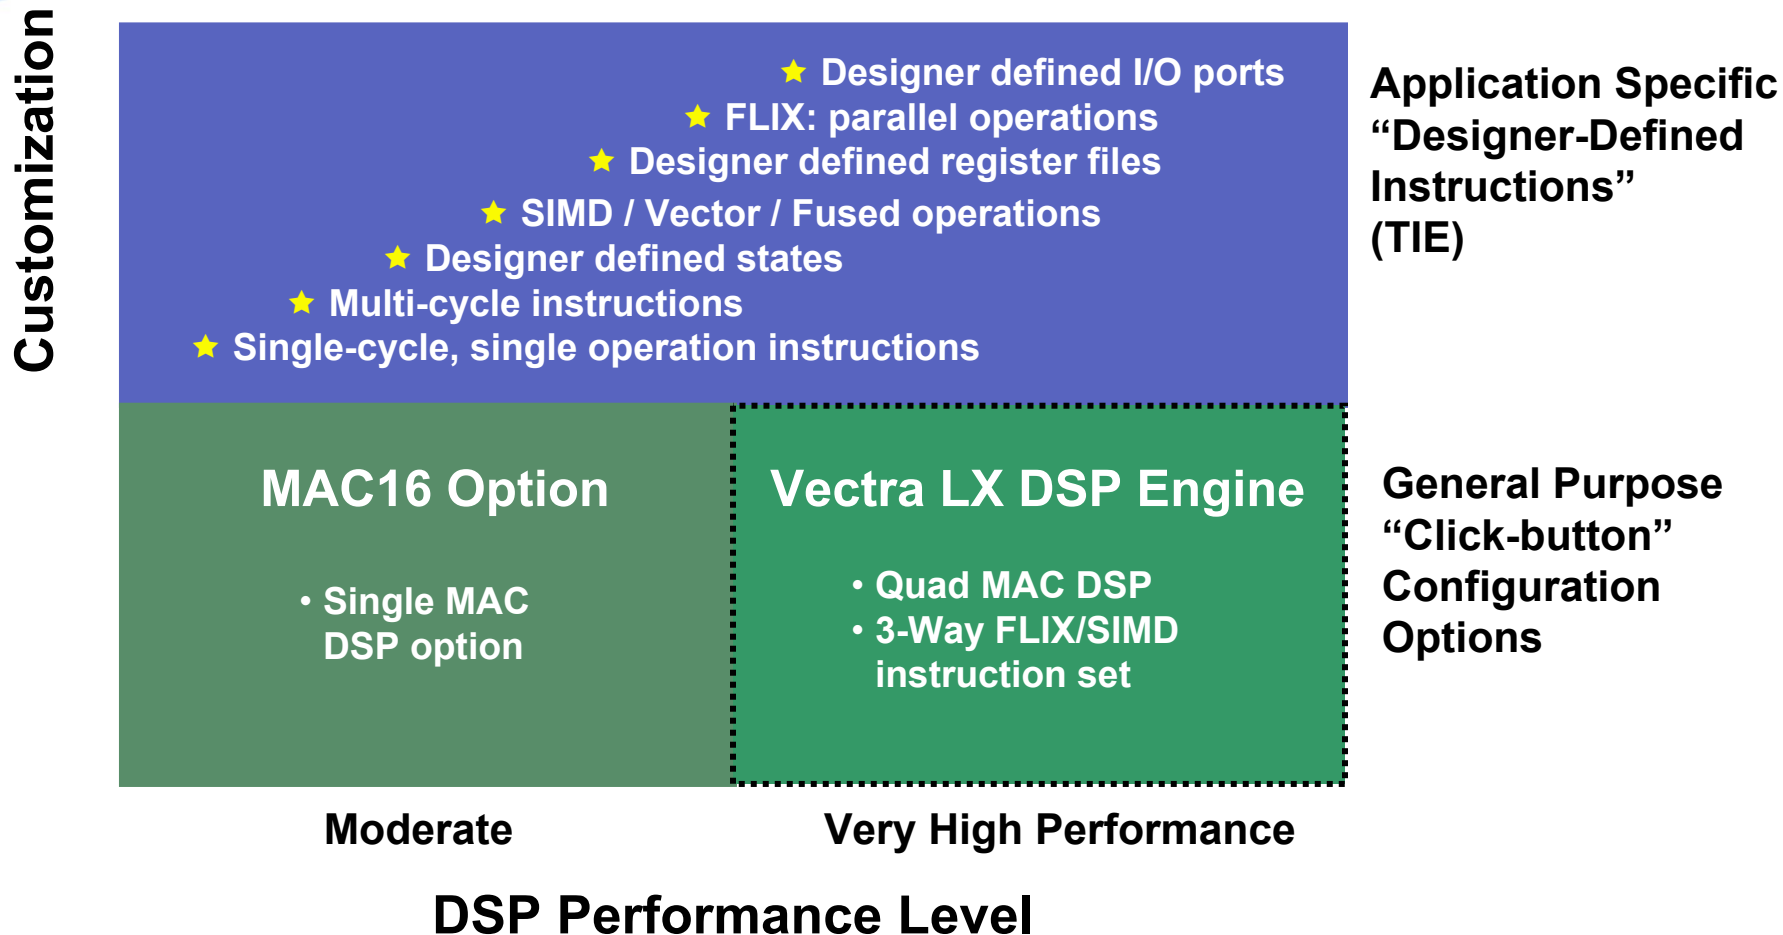 Customization
★ Designer defined I/O ports
★ FLIX: parallel operations
★ Designer defined register files
★ SIMD / Vector / Fused operations
★ Designer defined states
★ Multi-cycle instructions
★ Single-cycle, single operation instructions
Application Specific
“Designer-Defined
Instructions”
(TIE)
MAC16 Option
• Single MAC
DSP option
Vectra LX DSP Engine
• Quad MAC DSP
• 3-Way FLIX/SIMD
instruction set
General Purpose
“Click-button”
Configuration
Options
Moderate
Very High Performance
DSP Performance Level